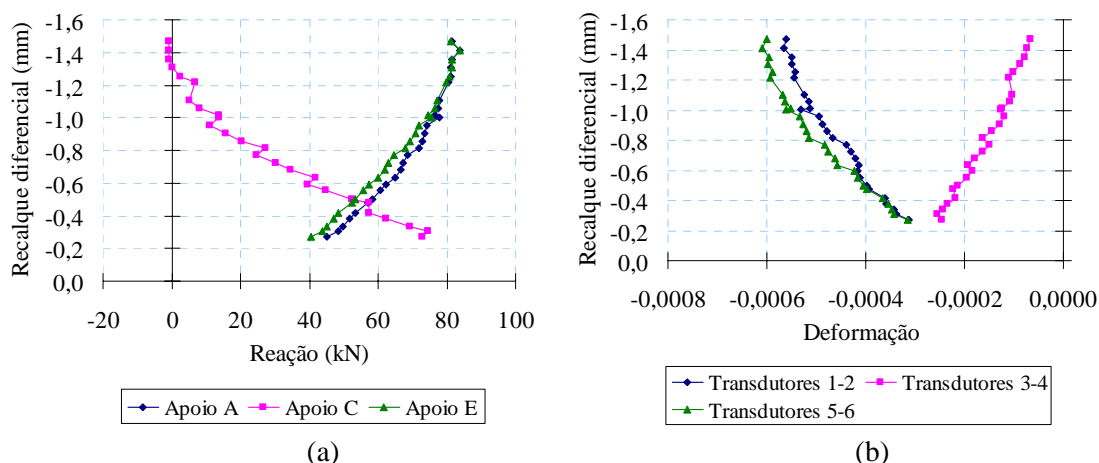 Recalque diferencial (mm)
-1,6
-1,4
-1,2
-1,0
-0,8
-0,6
-0,4
-0,2
0,0
-20 0 20 40 60 80 100
Reação (kN)
Apoio A Apoio C Apoio E
(a)
Recalque diferencial (mm)
-1,6
-1,4
-1,2
-1,0
-0,8
-0,6
-0,4
-0,2
0,0
-0,0008 -0,0006 -0,0004 -0,0002 0,0000
Deformação
Transdutores 1-2 Transdutores 3-4
Transdutores 5-6
(b)